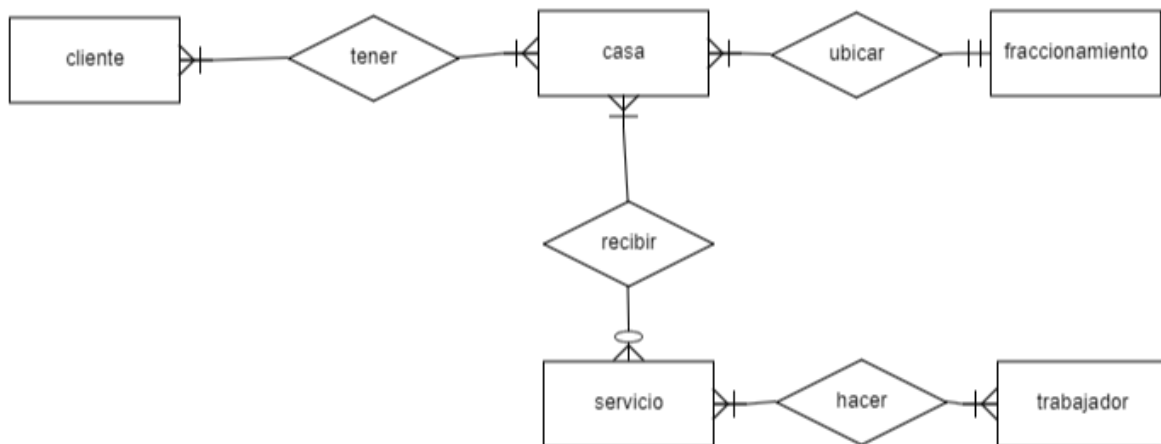 cliente
tener
casa
ubicar
fraccionamiento
recibir
servicio
hacer
trabajador